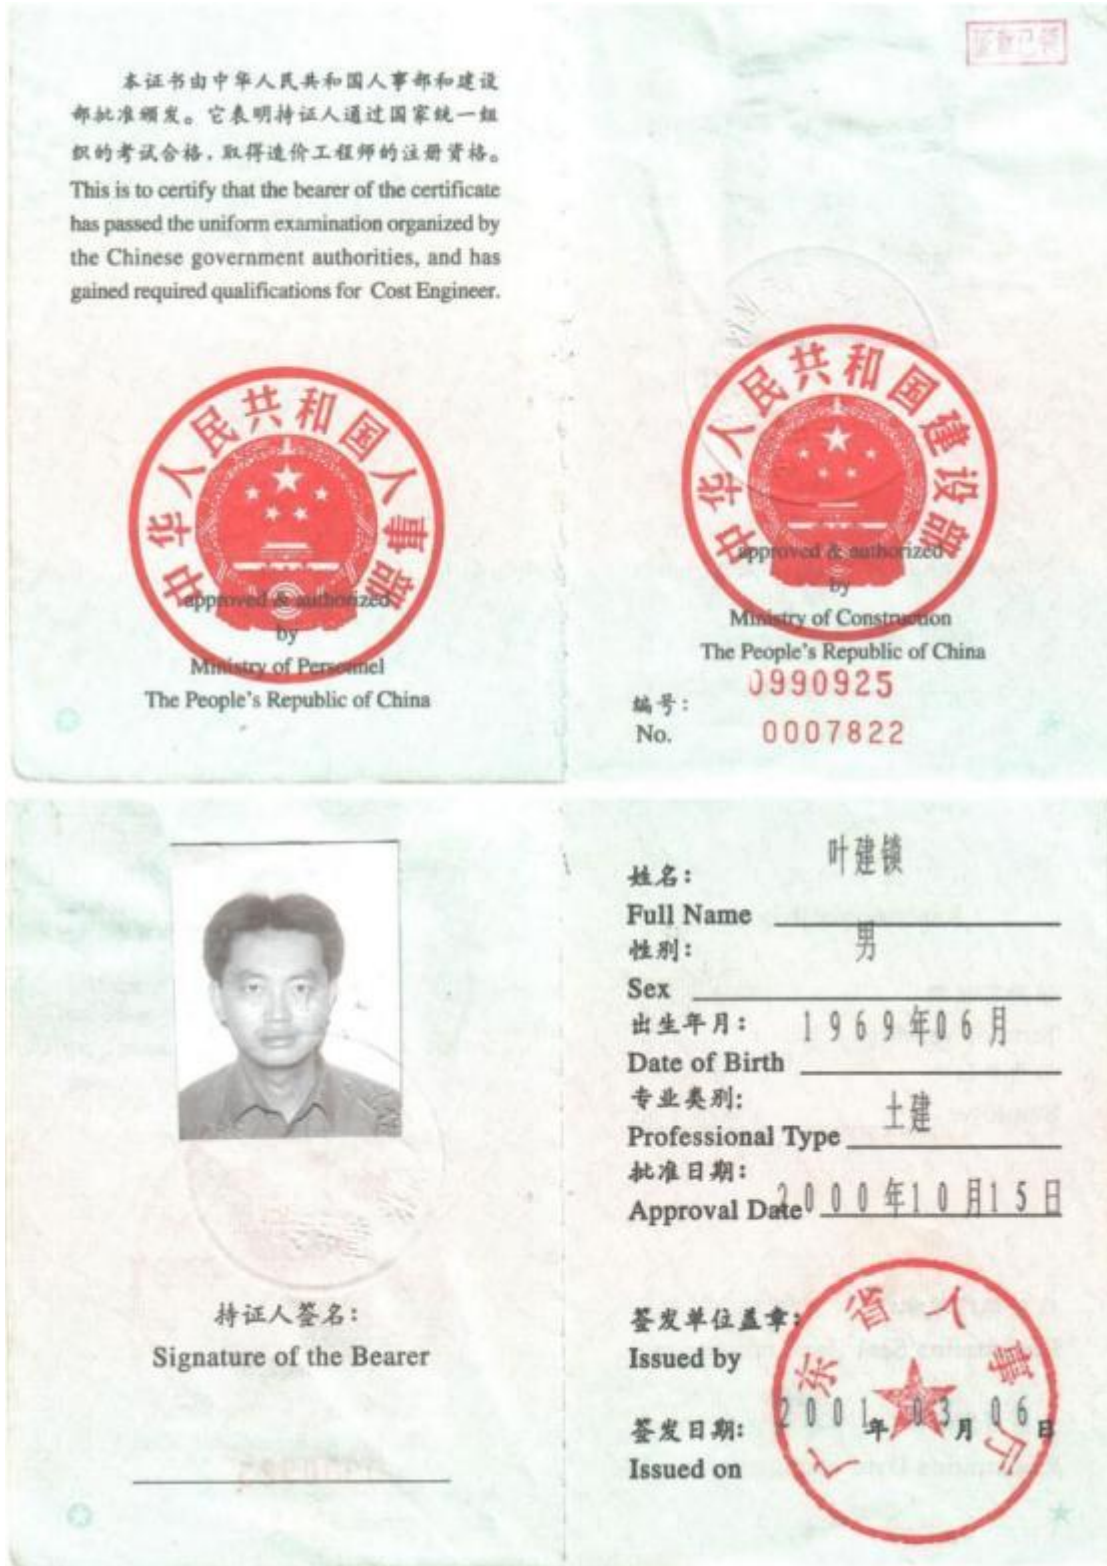 本证书由中华人民共和国人事部和建设
部批准颁发。它表明持证人通过国家统一组
织的考试合格，取得造价工程师的注册资格。
This is to certify that the bearer of the certificate
has passed the uniform examination organized by
the Chinese government authorities, and has
gained required qualifications for Cost Engineer.
中华人民共和国人事部
approved & authorized
by
Ministry of Personnel
The People's Republic of China
中华人民共和国建设部
approved & authorized
by
Ministry of Construction
The People's Republic of China
0990925
编号：
No. 0007822
持证人签名：
Signature of the Bearer
姓名： 叶建锁
Full Name
性别： 男
Sex
出生年月： 1969年06月
Date of Birth
专业类别： 土建
Professional Type
批准日期：
Approval Date 2000年10月15日
签发单位盖章：
Issued by
广东省人事厅
签发日期： 2001年03月06日
Issued on